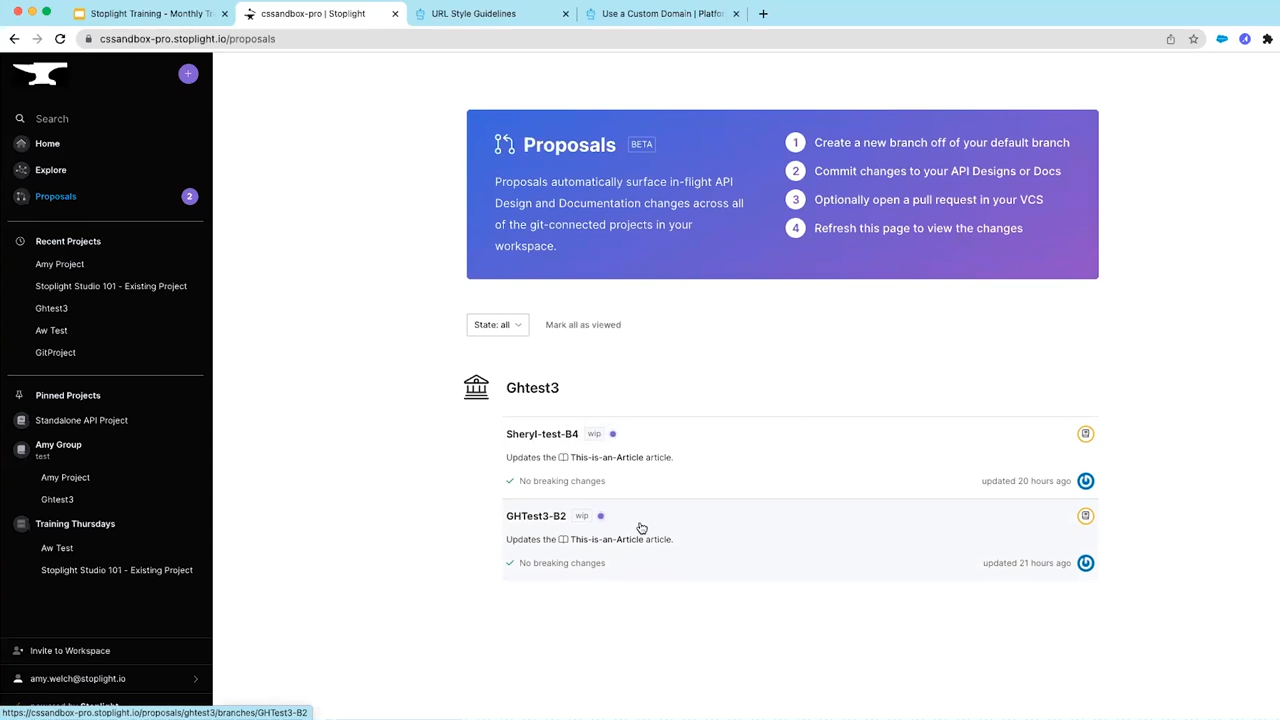 Stoplight Training - Monthly Tr
cssandbox-pro | Stoplight
URL Style Guidelines
Use a Custom Domain | Platfor
cssandbox-pro.stoplight.io/proposals
Search
Home
Explore
Proposals 2
Recent Projects
Amy Project
Stoplight Studio 101 - Existing Project
Ghtest3
Aw Test
GitProject
Pinned Projects
Standalone API Project
Amy Group
test
Amy Project
Ghtest3
Training Thursdays
Aw Test
Stoplight Studio 101 - Existing Project
Invite to Workspace
amy.welch@stoplight.io
powered by Stoplight
https://cssandbox-pro.stoplight.io/proposals/ghtest3/branches/GHTest3-B2
Proposals BETA
Proposals automatically surface in-flight API
Design and Documentation changes across all
of the git-connected projects in your
workspace.
1 Create a new branch off of your default branch
2 Commit changes to your API Designs or Docs
3 Optionally open a pull request in your VCS
4 Refresh this page to view the changes
State: all
Mark all as viewed
Ghtest3
Sheryl-test-B4 wip
Updates the This-is-an-Article article.
No breaking changes
updated 20 hours ago
GHTest3-B2 wip
Updates the This-is-an-Article article.
No breaking changes
updated 21 hours ago